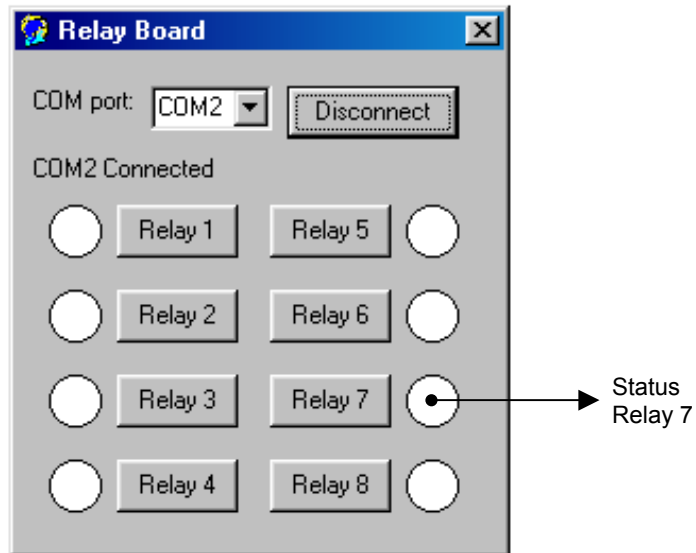 Relay Board
COM port: COM2 Disconnect
COM2 Connected
Relay 1 Relay 5
Relay 2 Relay 6
Relay 3 Relay 7
Status
Relay 7
Relay 4 Relay 8